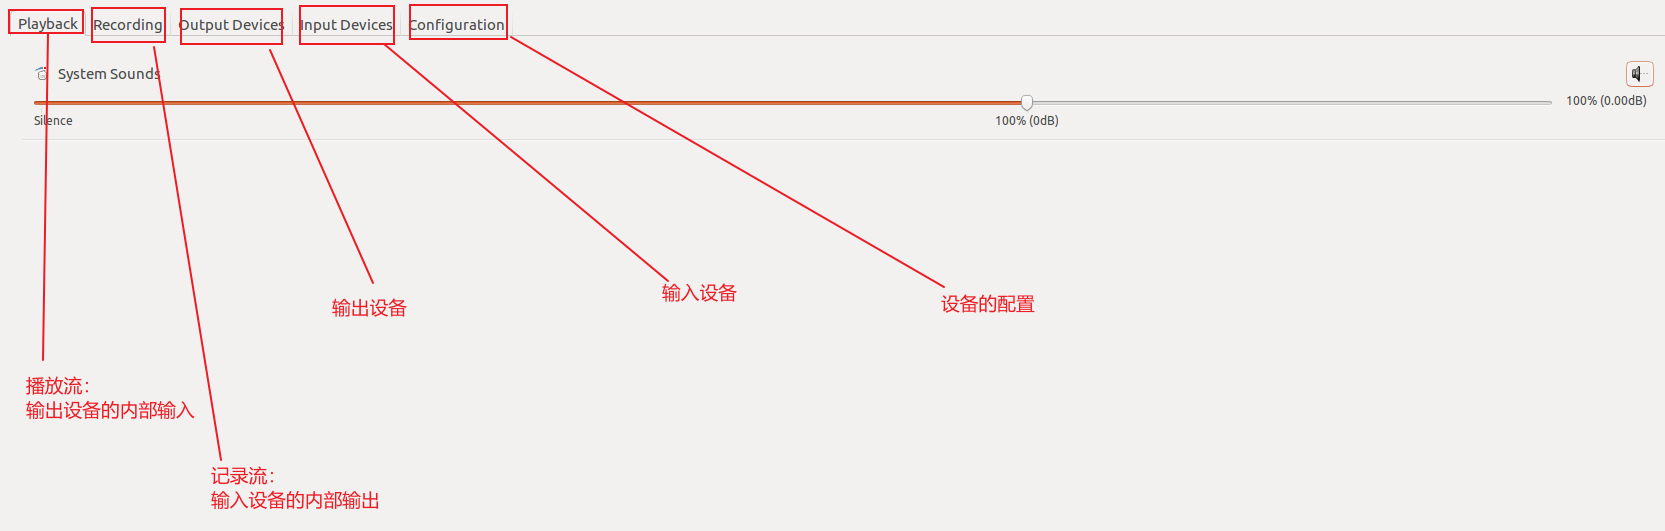 Playback Recording Output Devices Input Devices Configuration
System Sounds
100% (0.00dB)
Silence 100% (0dB)
输入设备
设备的配置
输出设备
播放流：
输出设备的内部输入
记录流：
输入设备的内部输出